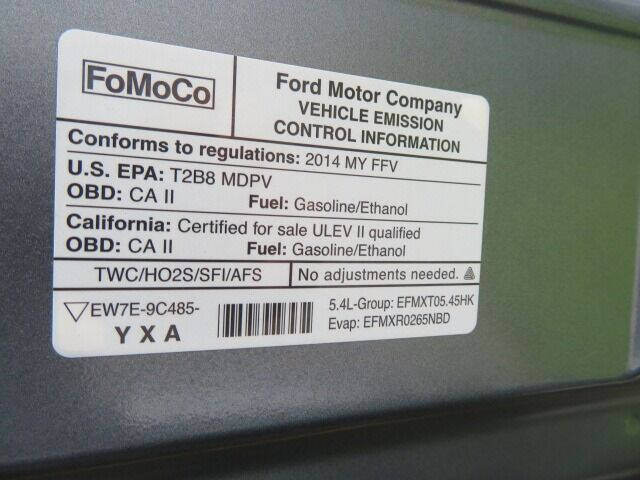 FoMoCo
Ford Motor Company
VEHICLE EMISSION
CONTROL INFORMATION
Conforms to regulations: 2014 MY FFV
U.S. EPA: T2B8 MDPV
OBD: CA II Fuel: Gasoline/Ethanol
California: Certified for sale ULEV II qualified
OBD: CA II Fuel: Gasoline/Ethanol
TWC/HO2S/SFI/AFS
No adjustments needed.
EW7E-9C485-
YXA
5.4L-Group: EFMXT05.45HK
Evap: EFMXR0265NBD